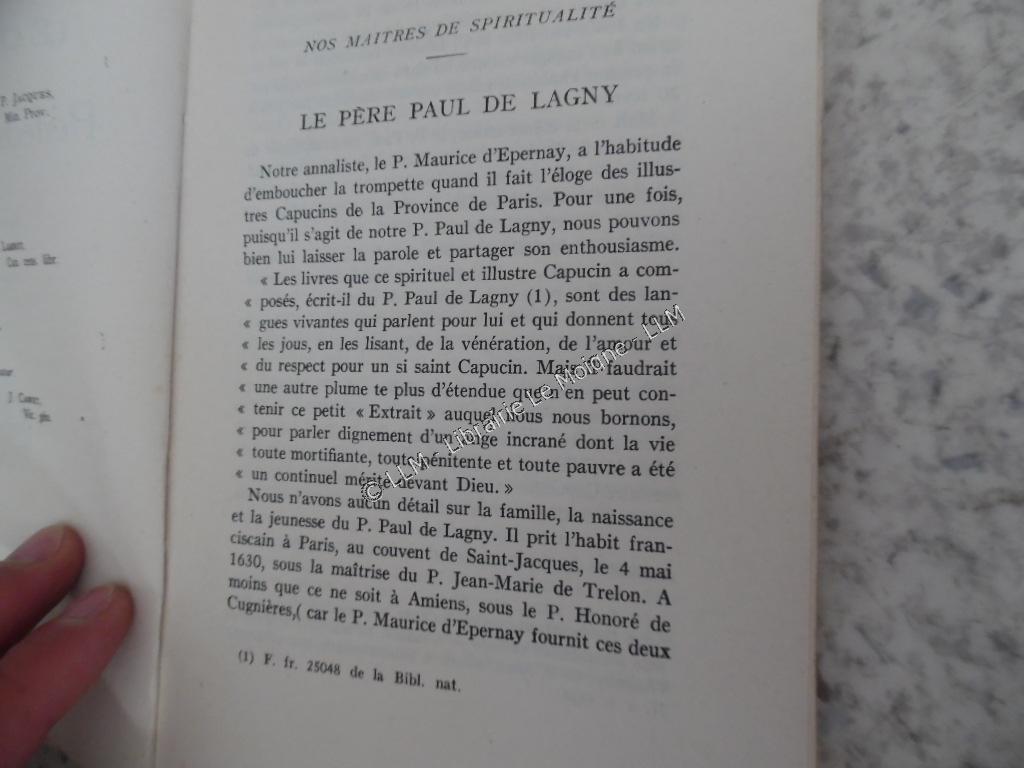 P. Jacques,
Min. Prov.
Cen. 
J. 
Vic. gén.
NOS MAITRES DE SPIRITUALITÉ
LE PÈRE PAUL DE LAGNY
Notre annaliste, le P. Maurice d'Epernay, a l'habitude
d'emboucher la trompette quand il fait l'éloge des illus-
tres Capucins de la Province de Paris. Pour une fois,
puisqu'il s'agit de notre P. Paul de Lagny, nous pouvons
bien lui laisser la parole et partager son enthousiasme.
« Les livres que ce spirituel et illustre Capucin a com-
« posés, écrit-il du P. Paul de Lagny (1), sont des lan-
« gues vivantes qui parlent pour lui et qui donnent tous
« les jous, en les lisant, de la vénération, de l'amour et
« du respect pour un si saint Capucin. Mais il faudrait
« une autre plume te plus d'étendue que n'en peut con-
« tenir ce petit « Extrait » auquel nous nous bornons,
« pour parler dignement d'un ange incrané dont la vie
« toute mortifiante, toute pénitente et toute pauvre a été
« un continuel mérite devant Dieu. »
Nous n'avons aucun détail sur la famille, la naissance
et la jeunesse du P. Paul de Lagny. Il prit l'habit fran-
ciscain à Paris, au couvent de Saint-Jacques, le 4 mai
1630, sous la maîtrise du P. Jean-Marie de Trelon. A
moins que ce ne soit à Amiens, sous le P. Honoré de
Cugnières,( car le P. Maurice d'Epernay fournit ces deux
(1) F. fr. 25048 de la Bibl. nat.
© LLM - Librairie Le Moigne - LLM